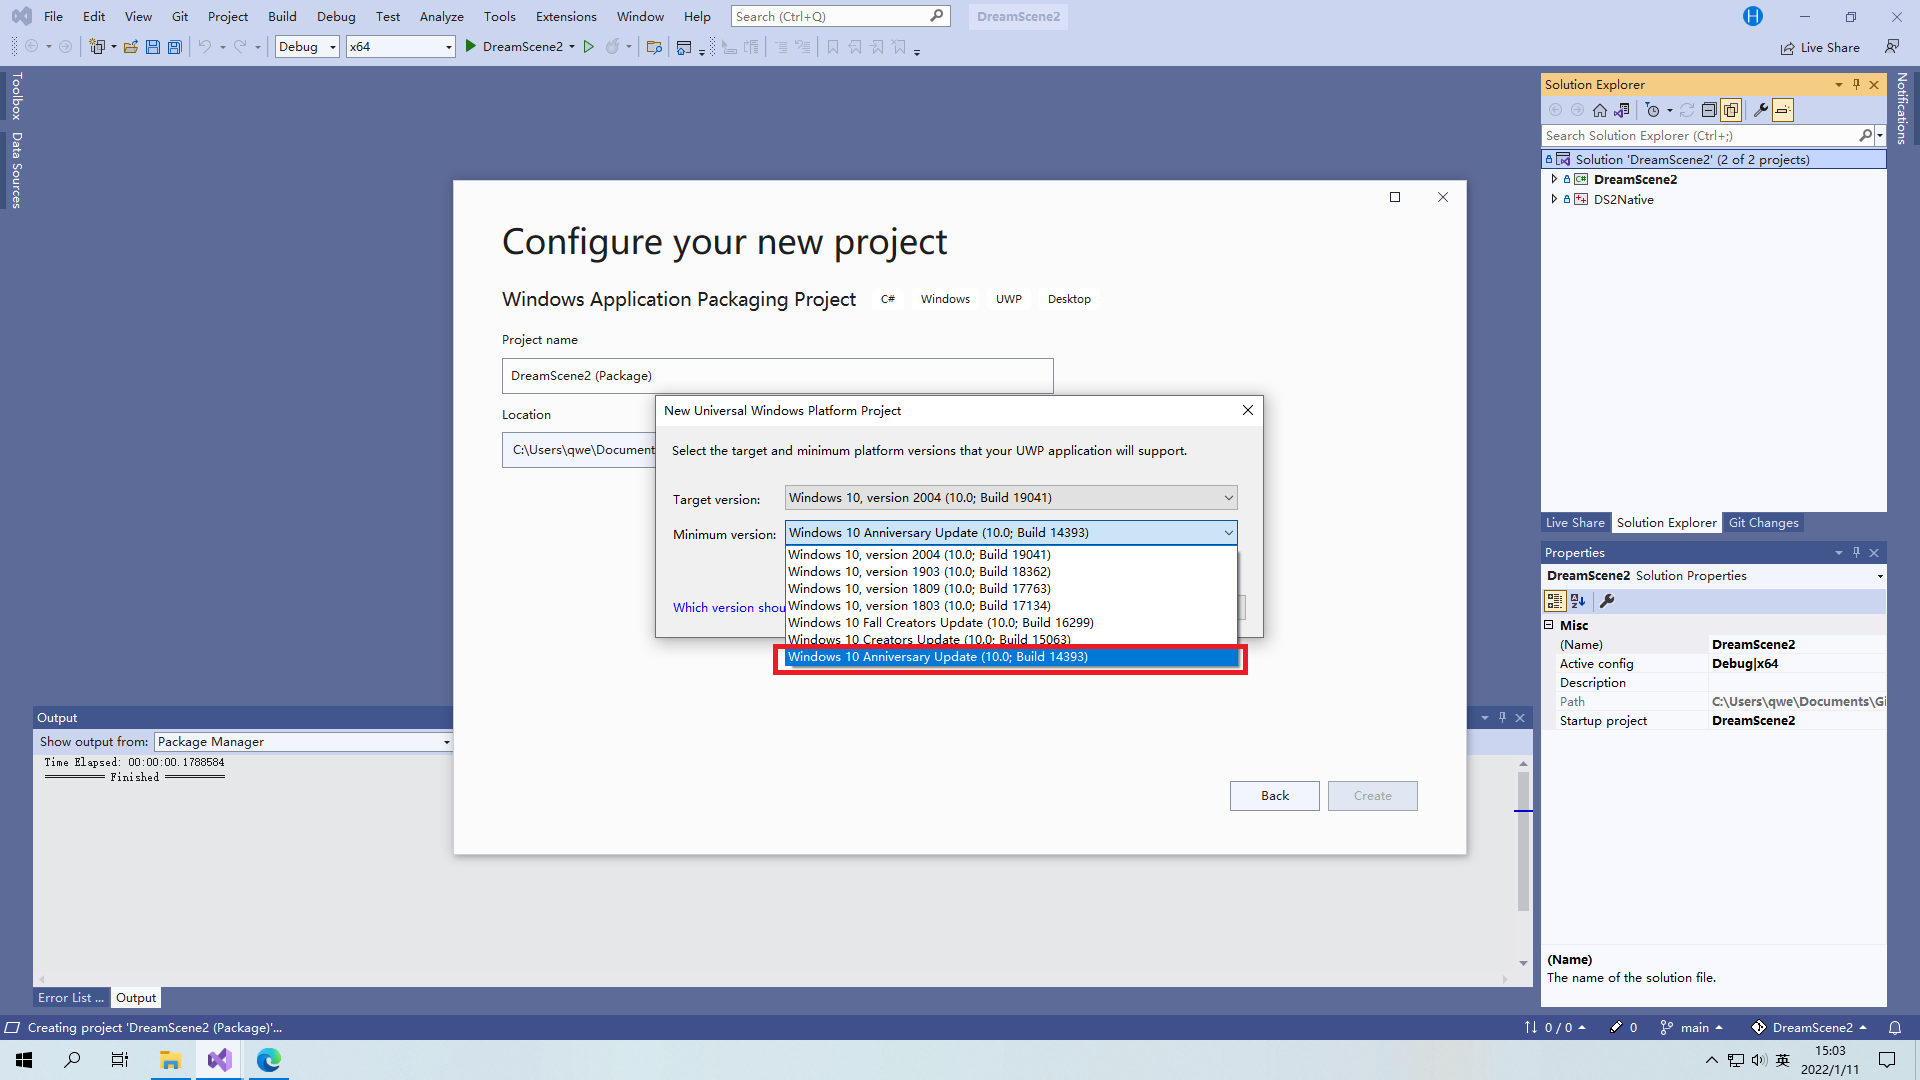 File Edit View Git Project Build Debug Test Analyze Tools Extensions Window Help Search (Ctrl+Q) DreamScene2 H
Debug x64 DreamScene2 Live Share
Toolbox
Data Sources
Notifications
Solution Explorer
Search Solution Explorer (Ctrl+;)
Solution 'DreamScene2' (2 of 2 projects)
DreamScene2
DS2Native
Live Share Solution Explorer Git Changes
Configure your new project
Windows Application Packaging Project C# Windows UWP Desktop
Project name
DreamScene2 (Package)
Location
C:\Users\qwe\Document
New Universal Windows Platform Project
Select the target and minimum platform versions that your UWP application will support.
Target version: Windows 10, version 2004 (10.0; Build 19041)
Minimum version: Windows 10 Anniversary Update (10.0; Build 14393)
Windows 10, version 2004 (10.0; Build 19041)
Windows 10, version 1903 (10.0; Build 18362)
Windows 10, version 1809 (10.0; Build 17763)
Windows 10, version 1803 (10.0; Build 17134)
Windows 10 Fall Creators Update (10.0; Build 16299)
Windows 10 Creators Update (10.0; Build 15063)
Windows 10 Anniversary Update (10.0; Build 14393)
Which version shou
Back Create
Properties
DreamScene2 Solution Properties
Misc
(Name) DreamScene2
Active config Debug|x64
Description
Path C:\Users\qwe\Documents\Gi
Startup project DreamScene2
(Name)
The name of the solution file.
Output
Show output from: Package Manager
Time Elapsed: 00:00:00.1788584
========== Finished ==========
Error List ... Output
Creating project 'DreamScene2 (Package)'... 0 / 0 0 main DreamScene2
英 15:03
2022/1/11